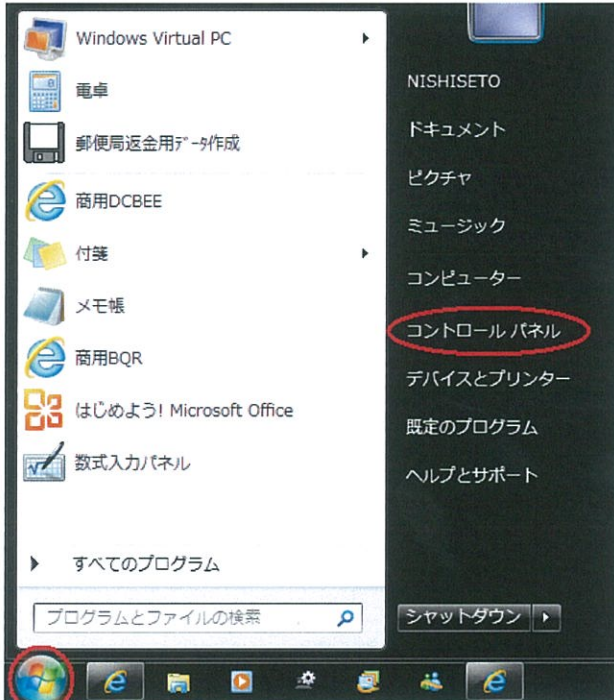 Windows Virtual PC
電卓
郵便局返金用ﾃﾞｰﾀ作成
商用DCBEE
付箋
メモ帳
商用BQR
はじめよう! Microsoft Office
数式入力パネル
すべてのプログラム
プログラムとファイルの検索
NISHISETO
ドキュメント
ピクチャ
ミュージック
コンピューター
コントロール パネル
デバイスとプリンター
既定のプログラム
ヘルプとサポート
シャットダウン